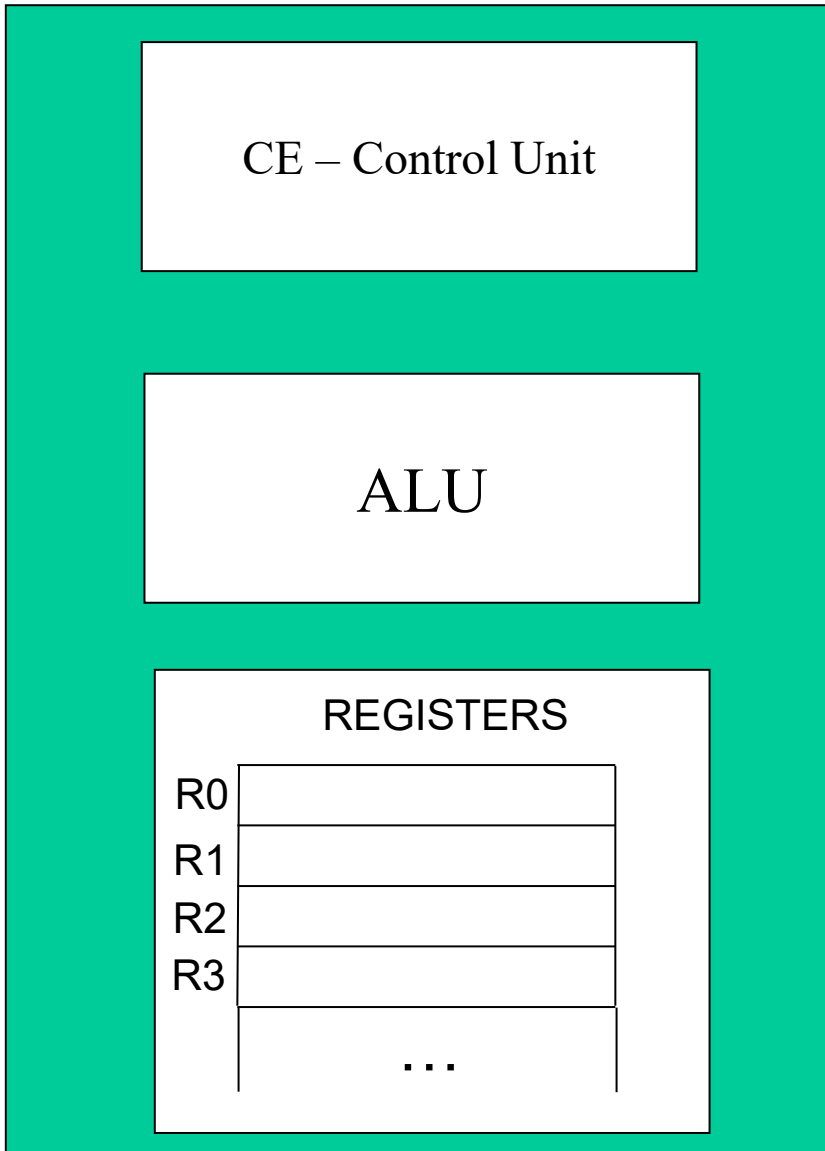 CE – Control Unit
ALU
REGISTERS
R0
R1
R2
R3
...